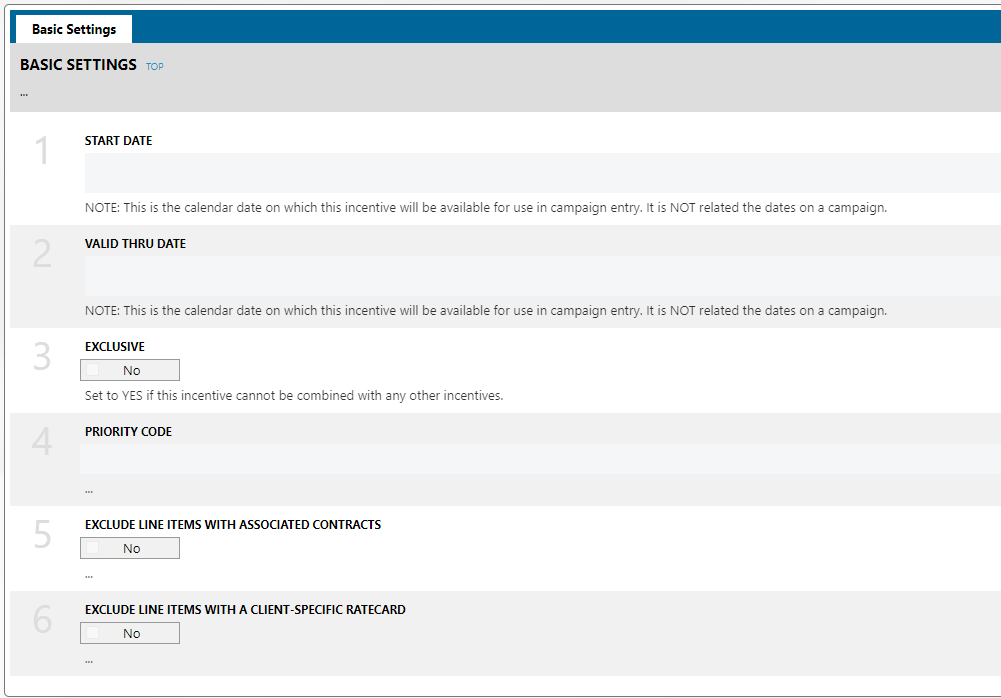 Basic Settings
BASIC SETTINGS TOP
...
1
START DATE
NOTE: This is the calendar date on which this incentive will be available for use in campaign entry. It is NOT related the dates on a campaign.
2
VALID THRU DATE
NOTE: This is the calendar date on which this incentive will be available for use in campaign entry. It is NOT related the dates on a campaign.
3
EXCLUSIVE
No
Set to YES if this incentive cannot be combined with any other incentives.
4
PRIORITY CODE
...
5
EXCLUDE LINE ITEMS WITH ASSOCIATED CONTRACTS
No
...
6
EXCLUDE LINE ITEMS WITH A CLIENT-SPECIFIC RATECARD
No
...